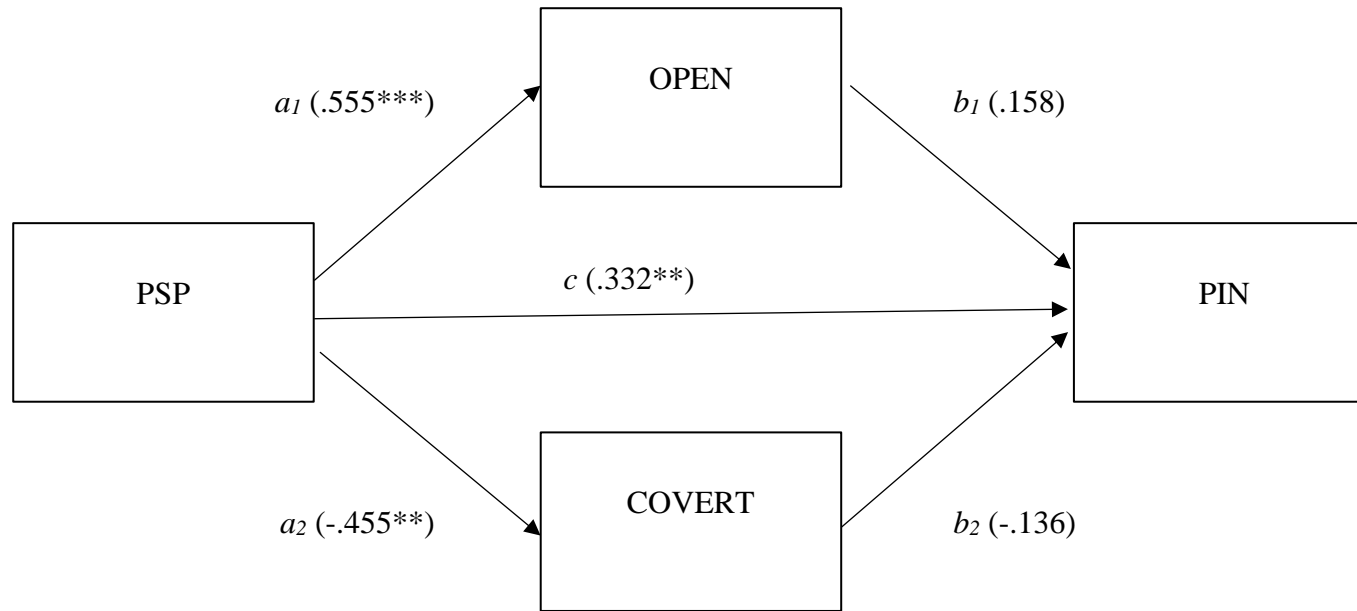 OPEN
a1 (.555***)
b1 (.158)
PSP
c (.332**)
PIN
COVERT
a2 (-.455**)
b2 (-.136)